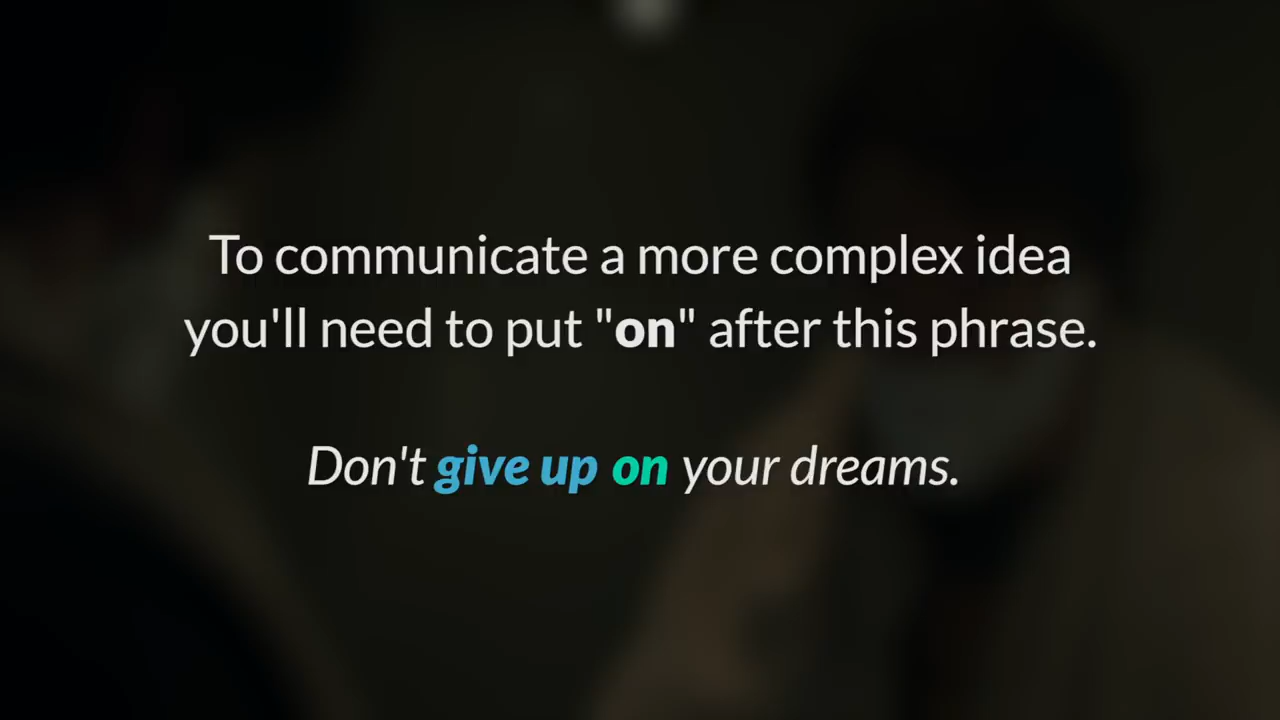 To communicate a more complex idea
you'll need to put "on" after this phrase.
Don't give up on your dreams.